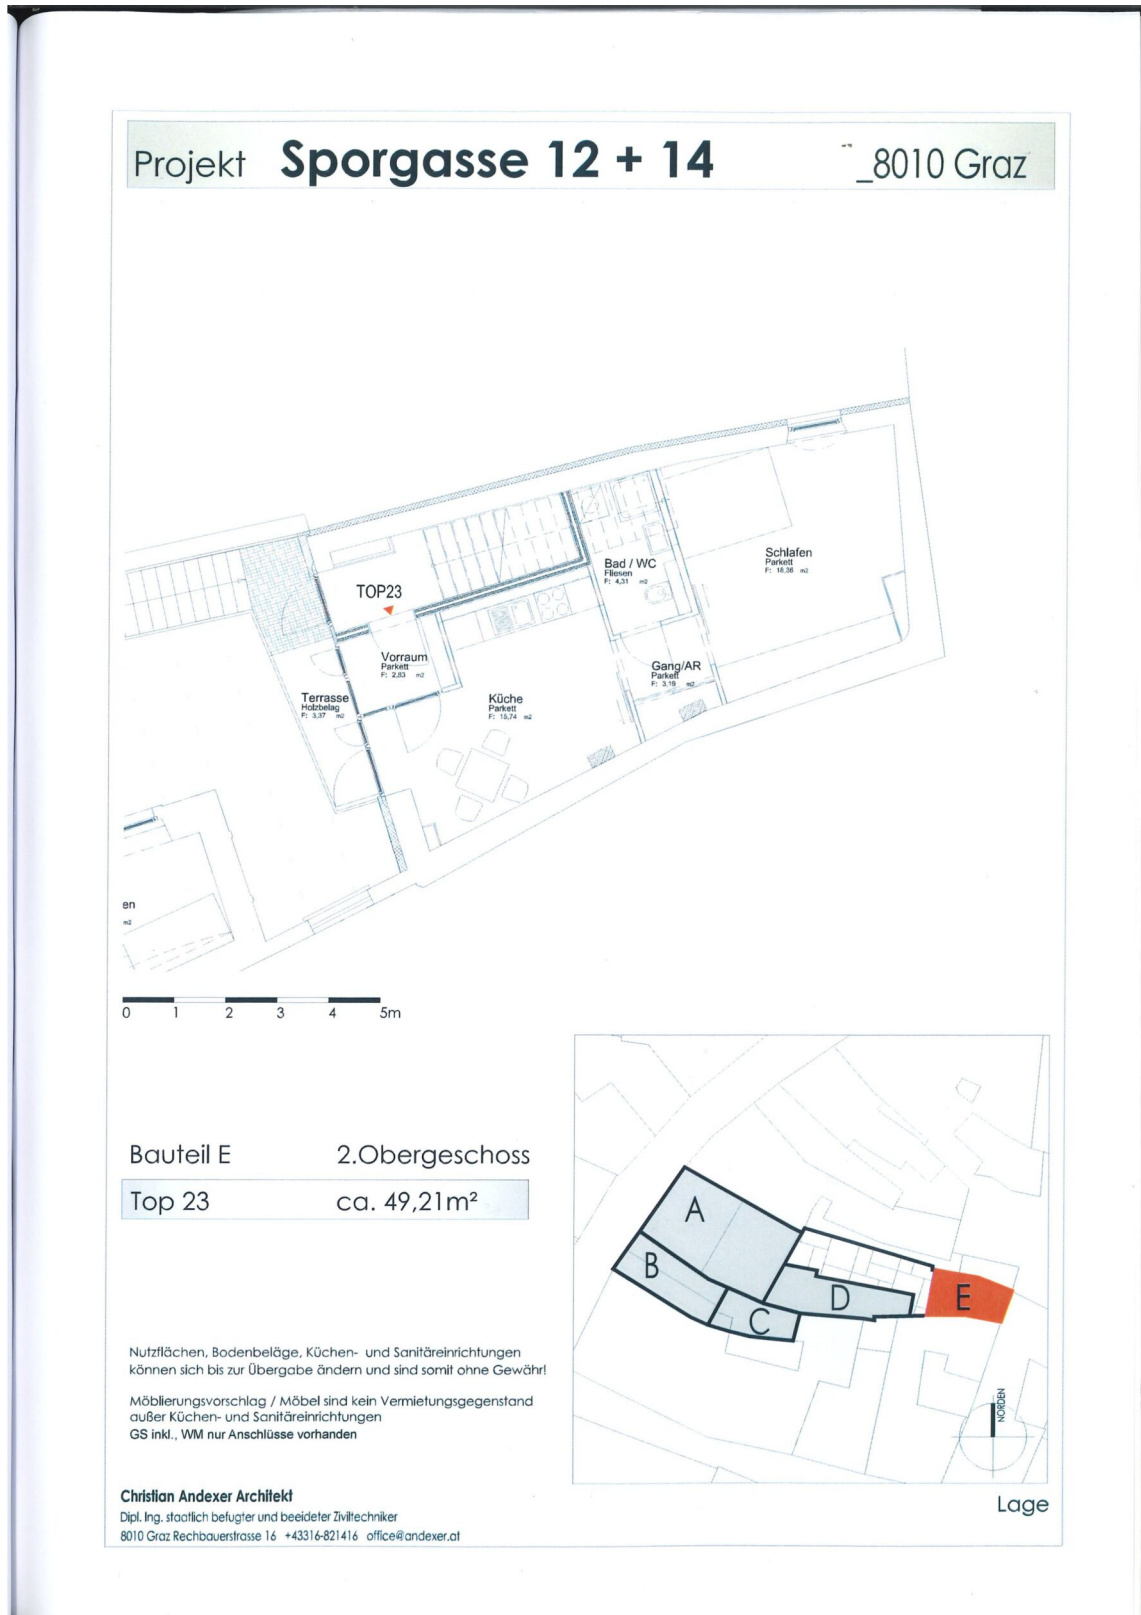 Projekt Sporgasse 12 + 14 _8010 Graz
Schlafen
Parkett
F: 18,36 m2
Bad / WC
Fliesen
F: 4,31 m2
TOP23
Vorraum
Parkett
F: 2,83 m2
Gang/AR
Parkett
F: 3,19 m2
Terrasse
Holzbelag
F: 3,37 m2
Küche
Parkett
F: 15,74 m2
en
m2
0 1 2 3 4 5m
Bauteil E 2.Obergeschoss
Top 23 ca. 49,21m²
A
B
C
D
E
NORDEN
Lage
Nutzflächen, Bodenbeläge, Küchen- und Sanitäreinrichtungen
können sich bis zur Übergabe ändern und sind somit ohne Gewähr!
Möblierungsvorschlag / Möbel sind kein Vermietungsgegenstand
außer Küchen- und Sanitäreinrichtungen
GS inkl., WM nur Anschlüsse vorhanden
Christian Andexer Architekt
Dipl. Ing. staatlich befugter und beeideter Ziviltechniker
8010 Graz Rechbauerstrasse 16 +43316-821416 office@andexer.at